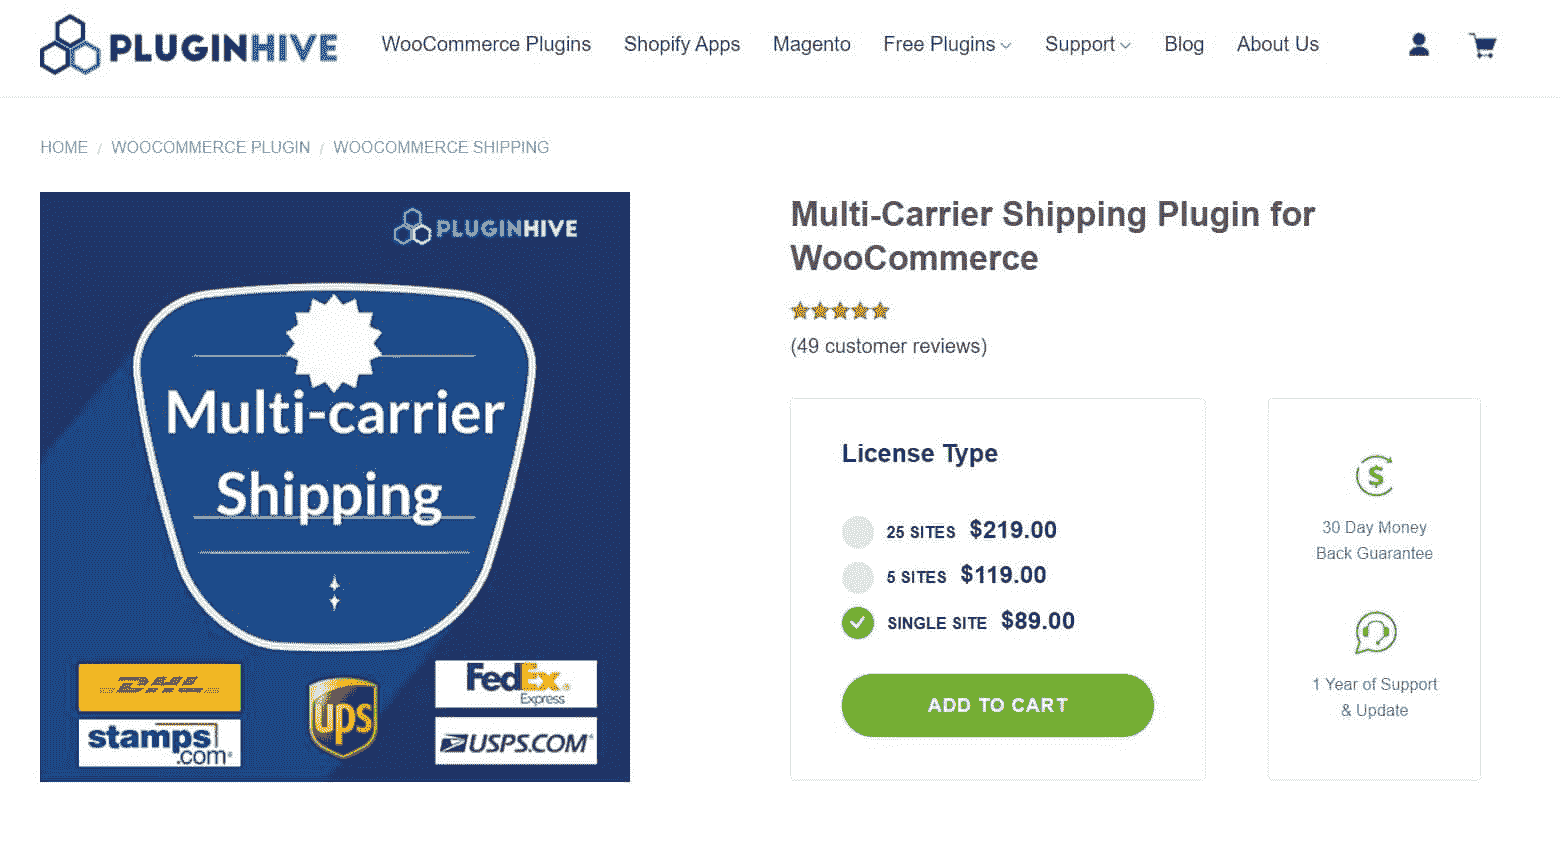 PLUGINHIVE
WooCommerce Plugins Shopify Apps Magento Free Plugins Support Blog About Us
HOME / WOOCOMMERCE PLUGIN / WOOCOMMERCE SHIPPING
PLUGINHIVE
Multi-carrier
Shipping
DHL
stamps
.com
ups
FedEx
Express
USPS.COM
Multi-Carrier Shipping Plugin for
WooCommerce
(49 customer reviews)
License Type
25 SITES $219.00
5 SITES $119.00
SINGLE SITE $89.00
ADD TO CART
$
30 Day Money
Back Guarantee
1 Year of Support
& Update